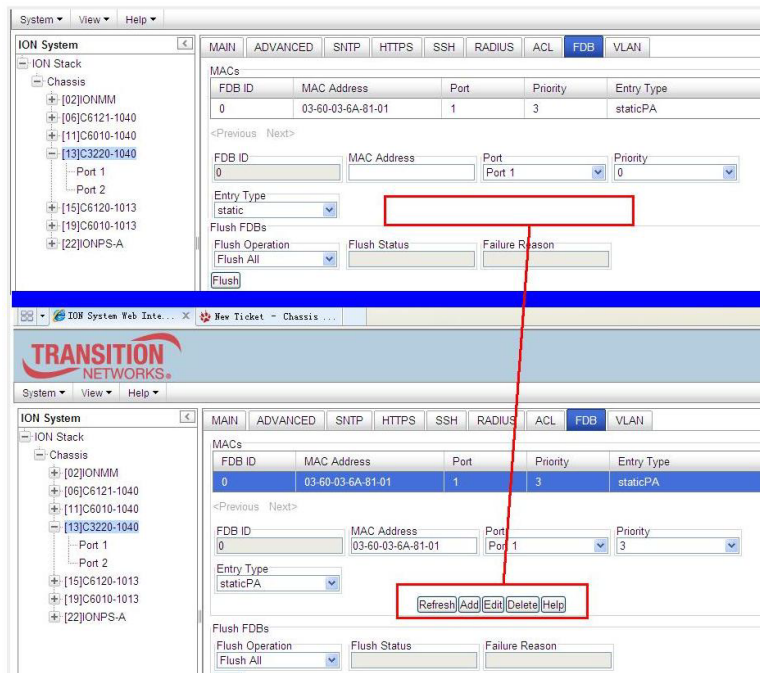 System View Help
ION System
ION Stack
Chassis
[02]IONMM
[06]C6121-1040
[11]C6010-1040
[13]C3220-1040
Port 1
Port 2
[15]C6120-1013
[19]C6010-1013
[22]IONPS-A
MAIN ADVANCED SNTP HTTPS SSH RADIUS ACL FDB VLAN
MACs
FDB ID MAC Address Port Priority Entry Type
0 03-60-03-6A-81-01 1 3 staticPA
<Previous Next>
FDB ID MAC Address Port Priority
0 Port 1 0
Entry Type
static
Flush FDBs
Flush Operation Flush Status Failure Reason
Flush All
Flush
ION System Web Inte... X New Ticket - Chassis ...
TRANSITION
NETWORKS®
System View Help
ION System
ION Stack
Chassis
[02]IONMM
[06]C6121-1040
[11]C6010-1040
[13]C3220-1040
Port 1
Port 2
[15]C6120-1013
[19]C6010-1013
[22]IONPS-A
MAIN ADVANCED SNTP HTTPS SSH RADIUS ACL FDB VLAN
MACs
FDB ID MAC Address Port Priority Entry Type
0 03-60-03-6A-81-01 1 3 staticPA
<Previous Next>
FDB ID MAC Address Port Priority
0 03-60-03-6A-81-01 Port 1 3
Entry Type
staticPA
Refresh Add Edit Delete Help
Flush FDBs
Flush Operation Flush Status Failure Reason
Flush All